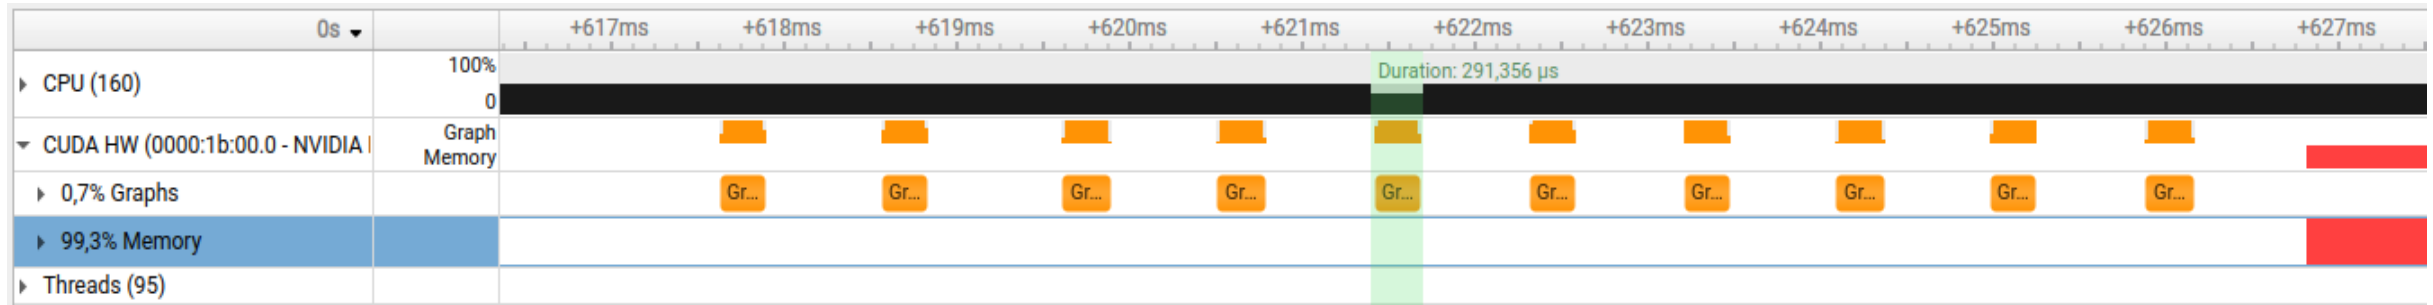 0s +617ms +618ms +619ms +620ms +621ms +622ms +623ms +624ms +625ms +626ms +627ms
CPU (160) 100%
0
Duration: 291,356 μs
CUDA HW (0000:1b:00.0 - NVIDIA Graph
Memory
0,7% Graphs Gr... Gr... Gr... Gr... Gr... Gr... Gr... Gr... Gr... Gr...
99,3% Memory
Threads (95)